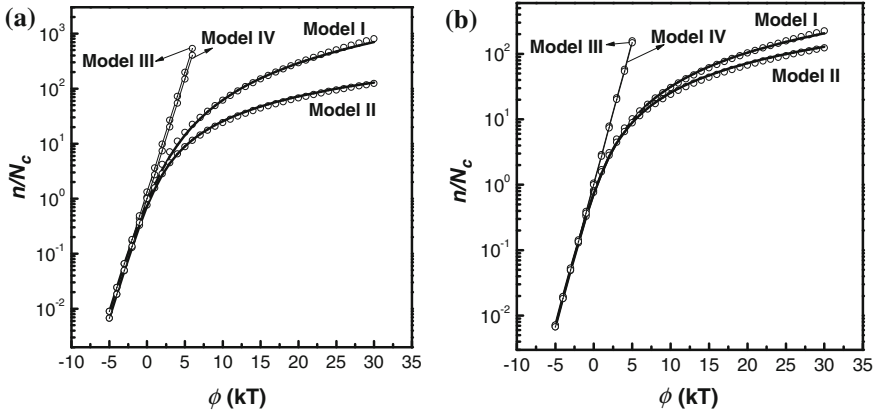 (a)
10^3
10^2
10^1
10^0
10^-1
10^-2
n/N_c
Model III
Model IV
Model I
Model II
-10 -5 0 5 10 15 20 25 30 35
ϕ (kT)
(b)
10^2
10^1
10^0
10^-1
10^-2
n/N_c
Model III
Model IV
Model I
Model II
-10 -5 0 5 10 15 20 25 30 35
ϕ (kT)